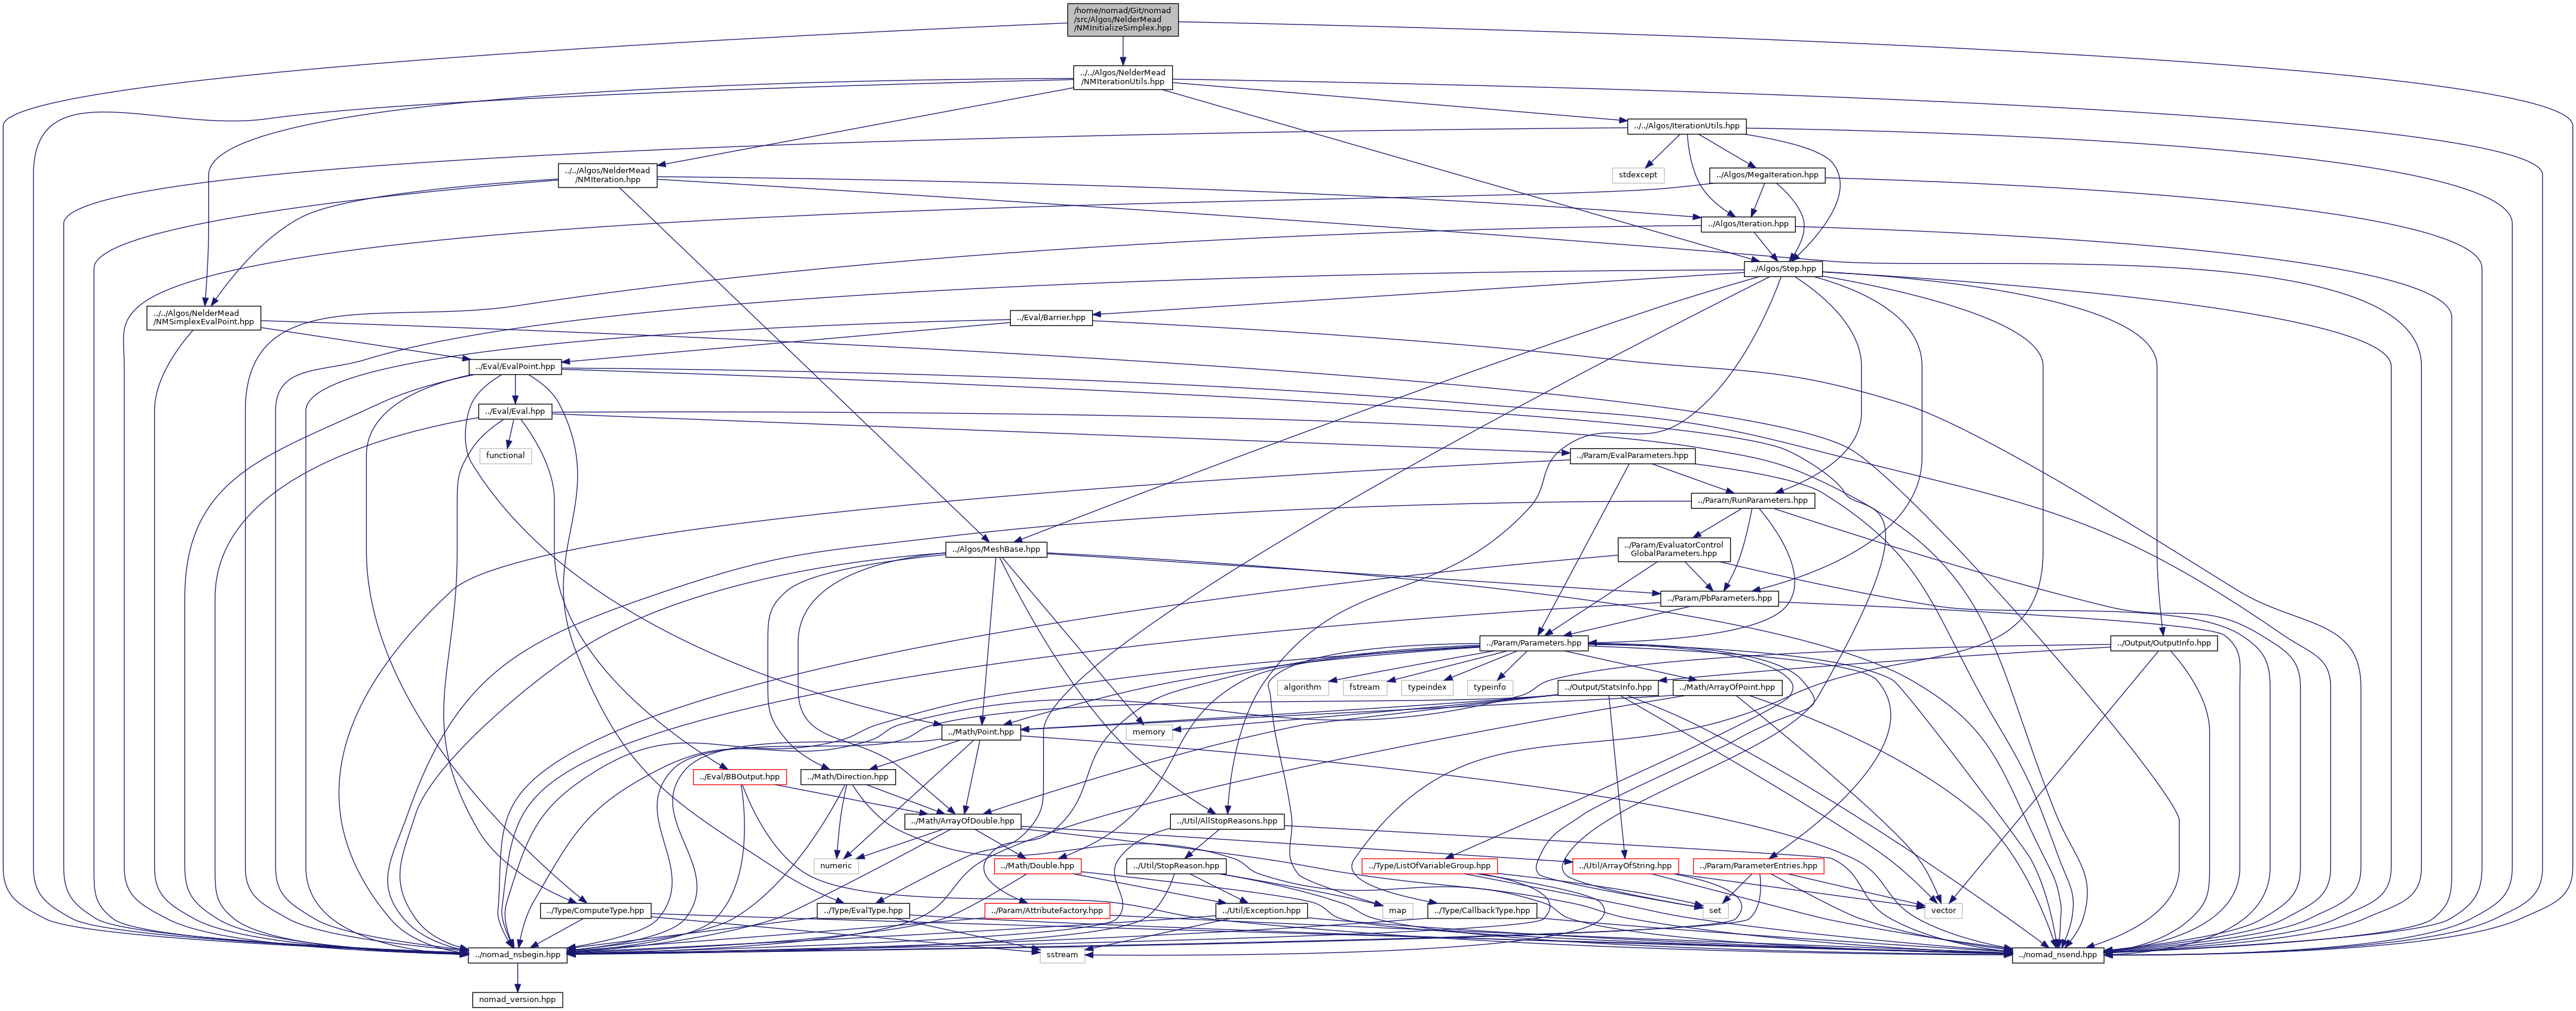 /home/nomad/Git/nomad
/src/Algos/NelderMead
/NMInitializeSimplex.hpp
../../Algos/NelderMead
/NMIterationUtils.hpp
../../Algos/IterationUtils.hpp
../../Algos/NelderMead
/NMIteration.hpp
stdexcept
../Algos/MegaIteration.hpp
../Algos/Iteration.hpp
../Algos/Step.hpp
../../Algos/NelderMead
/NMSimplexEvalPoint.hpp
../Eval/Barrier.hpp
../Eval/EvalPoint.hpp
../Eval/Eval.hpp
functional
../Param/EvalParameters.hpp
../Param/RunParameters.hpp
../Algos/MeshBase.hpp
../Param/EvaluatorControl
GlobalParameters.hpp
../Param/PbParameters.hpp
../Param/Parameters.hpp
../Output/OutputInfo.hpp
algorithm
fstream
typeindex
typeinfo
../Output/StatsInfo.hpp
../Math/ArrayOfPoint.hpp
../Math/Point.hpp
memory
../Eval/BBOutput.hpp
../Math/Direction.hpp
../Math/ArrayOfDouble.hpp
../Util/AllStopReasons.hpp
numeric
../Math/Double.hpp
../Util/StopReason.hpp
../Type/ListOfVariableGroup.hpp
../Util/ArrayOfString.hpp
../Param/ParameterEntries.hpp
../Type/ComputeType.hpp
../Type/EvalType.hpp
../Param/AttributeFactory.hpp
../Util/Exception.hpp
map
../Type/CallbackType.hpp
set
vector
../nomad_nsbegin.hpp
sstream
../nomad_nsend.hpp
nomad_version.hpp